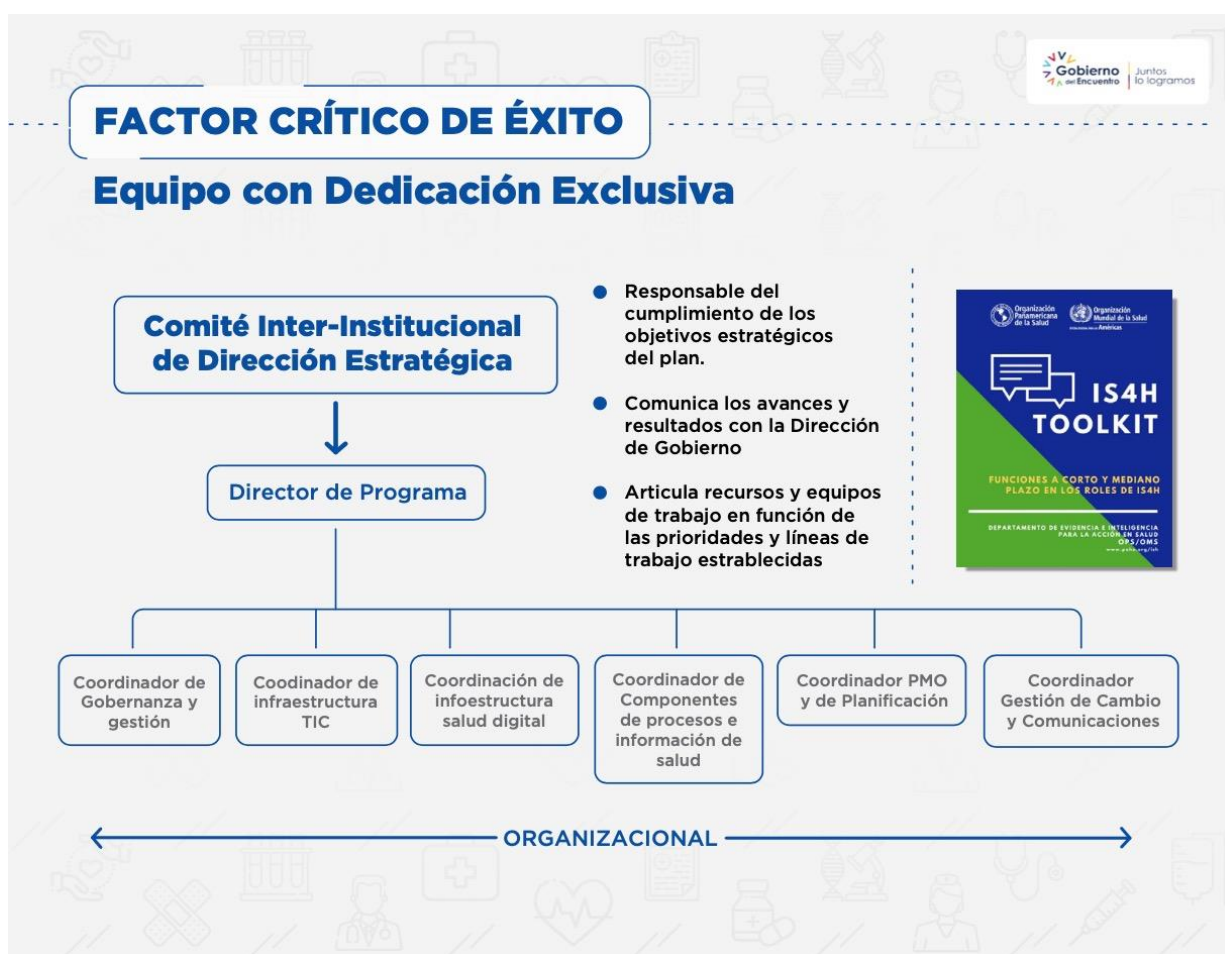 Gobierno
del Encuentro
Juntos
lo logramos
FACTOR CRÍTICO DE ÉXITO
Equipo con Dedicación Exclusiva
Comité Inter-Institucional
de Dirección Estratégica
Director de Programa
Responsable del
cumplimiento de los
objetivos estratégicos
del plan.
Comunica los avances y
resultados con la Dirección
de Gobierno
Articula recursos y equipos
de trabajo en función de
las prioridades y líneas de
trabajo estrablecidas
Organización
Panamericana
de la Salud
Organización
Mundial de la Salud
Américas
IS4H
TOOLKIT
FUNCIONES A CORTO Y MEDIANO
PLAZO EN LOS ROLES DE IS4H
DEPARTAMENTO DE EVIDENCIA E INTELIGENCIA
PARA LA ACCIÓN EN SALUD
OPS/OMS
www.paho.org/ish
Coordinador de
Gobernanza y
gestión
Coodinador de
infraestructura
TIC
Coordinación de
infoestructura
salud digital
Coordinador de
Componentes
de procesos e
información de
salud
Coordinador PMO
y de Planificación
Coordinador
Gestión de Cambio
y Comunicaciones
ORGANIZACIONAL